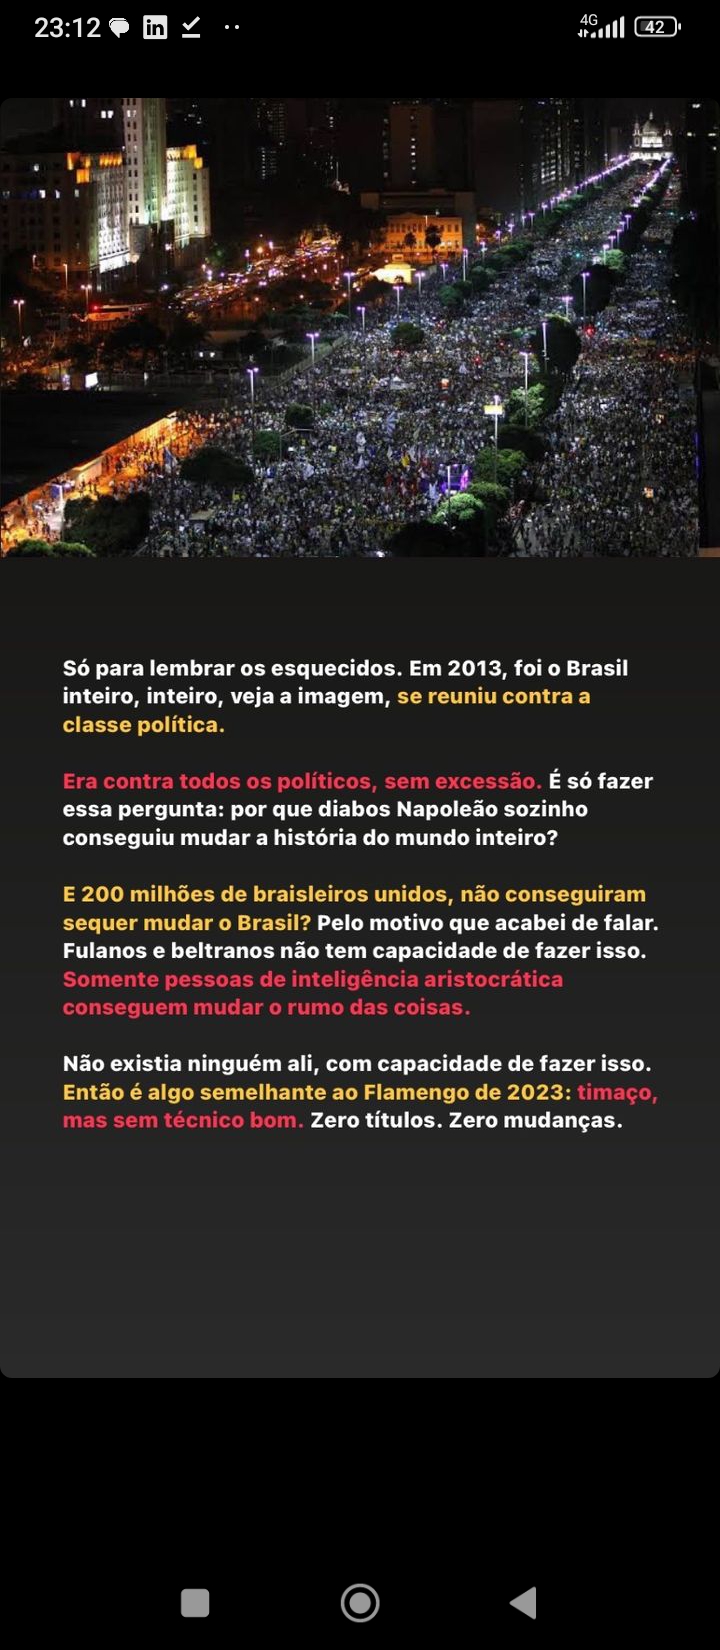 23:12
in
4G
42
Só para lembrar os esquecidos. Em 2013, foi o Brasil
inteiro, inteiro, veja a imagem, se reuniu contra a
classe política.
Era contra todos os políticos, sem excessão. É só fazer
essa pergunta: por que diabos Napoleão sozinho
conseguiu mudar a história do mundo inteiro?
E 200 milhões de braisleiros unidos, não conseguiram
sequer mudar o Brasil? Pelo motivo que acabei de falar.
Fulanos e beltranos não tem capacidade de fazer isso.
Somente pessoas de inteligência aristocrática
conseguem mudar o rumo das coisas.
Não existia ninguém ali, com capacidade de fazer isso.
Então é algo semelhante ao Flamengo de 2023: timaço,
mas sem técnico bom. Zero títulos. Zero mudanças.